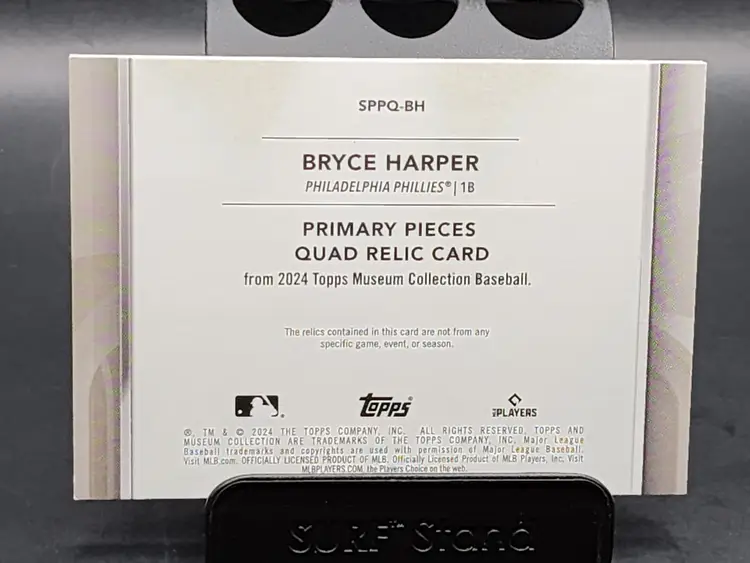 SPPQ-BH
BRYCE HARPER
PHILADELPHIA PHILLIES® | 1B
PRIMARY PIECES
QUAD RELIC CARD
from 2024 Topps Museum Collection Baseball.
The relics contained in this card are not from any
specific game, event, or season.
topps®
MLBPLAYERS
®, TM & © 2024 THE TOPPS COMPANY, INC. ALL RIGHTS RESERVED. TOPPS AND
MUSEUM COLLECTION ARE TRADEMARKS OF THE TOPPS COMPANY, INC. Major League
Baseball trademarks and copyrights are used with permission of Major League Baseball.
Visit MLB.com. OFFICIALLY LICENSED PRODUCT OF MLB. Officially Licensed Product of MLB Players, Inc. Visit
MLBPLAYERS.COM, the Players Choice on the web.
SURF™ Stand